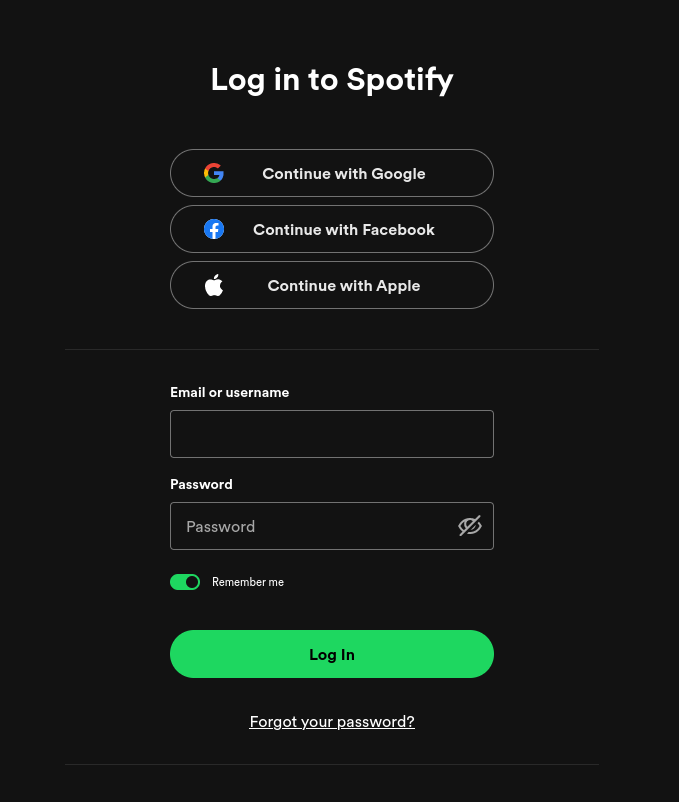 Log in to Spotify
Continue with Google
Continue with Facebook
Continue with Apple
Email or username
Password
Password
Remember me
Log In
Forgot your password?